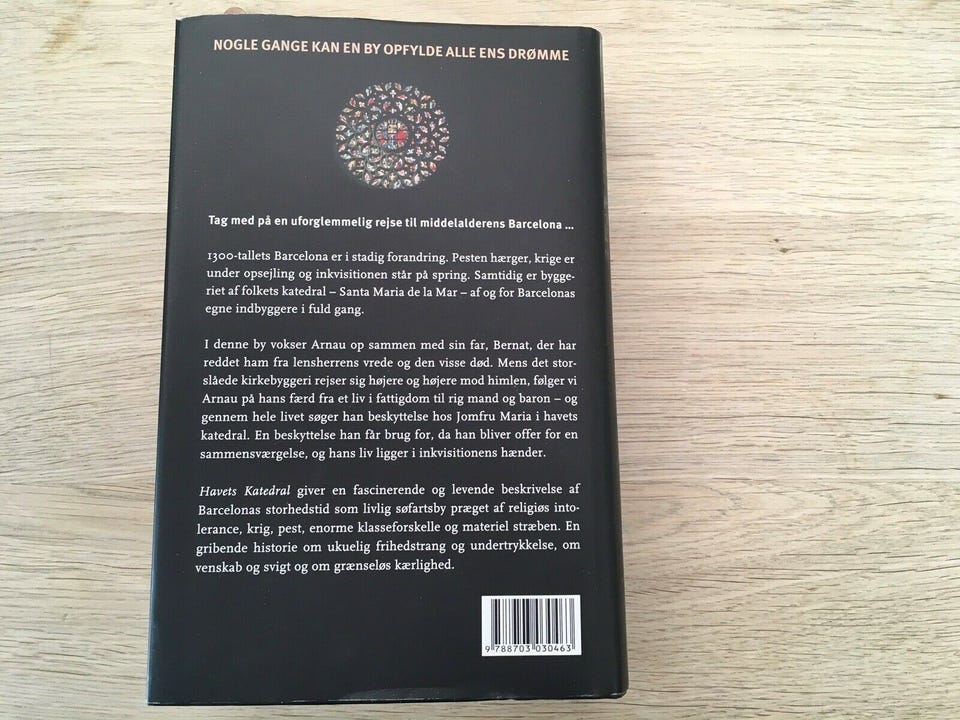 NOGLE GANGE KAN EN BY OPFYLDE ALLE ENS DRØMME
Tag med på en uforglemmelig rejse til middelalderens Barcelona ...
1300-tallets Barcelona er i stadig forandring. Pesten hærger, krige er
under opsejling og inkvisitionen står på spring. Samtidig er bygge-
riet af folkets katedral – Santa Maria de la Mar – af og for Barcelonas
egne indbyggere i fuld gang.
I denne by vokser Arnau op sammen med sin far, Bernat, der har
reddet ham fra lensherrens vrede og den visse død. Mens det stor-
slåede kirkebyggeri rejser sig højere og højere mod himlen, følger vi
Arnau på hans færd fra et liv i fattigdom til rig mand og baron – og
gennem hele livet søger han beskyttelse hos Jomfru Maria i havets
katedral. En beskyttelse han får brug for, da han bliver offer for en
sammensværgelse, og hans liv ligger i inkvisitionens hænder.
Havets Katedral giver en fascinerende og levende beskrivelse af
Barcelonas storhedstid som livlig søfartsby præget af religiøs into-
lerance, krig, pest, enorme klasseforskelle og materiel stræben. En
gribende historie om ukuelig frihedstrang og undertrykkelse, om
venskab og svigt og om grænseløs kærlighed.
9 788703 030463